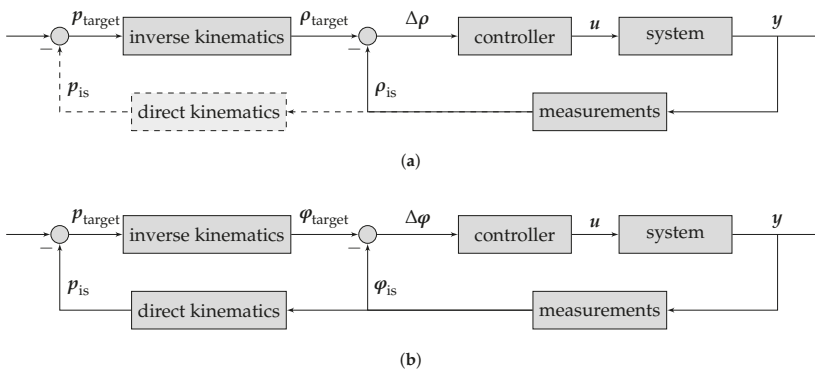 p_target
inverse kinematics
ρ_target
Δρ
controller
u
system
y
p_is
direct kinematics
ρ_is
measurements
(a)
p_target
inverse kinematics
φ_target
Δφ
controller
u
system
y
p_is
direct kinematics
φ_is
measurements
(b)